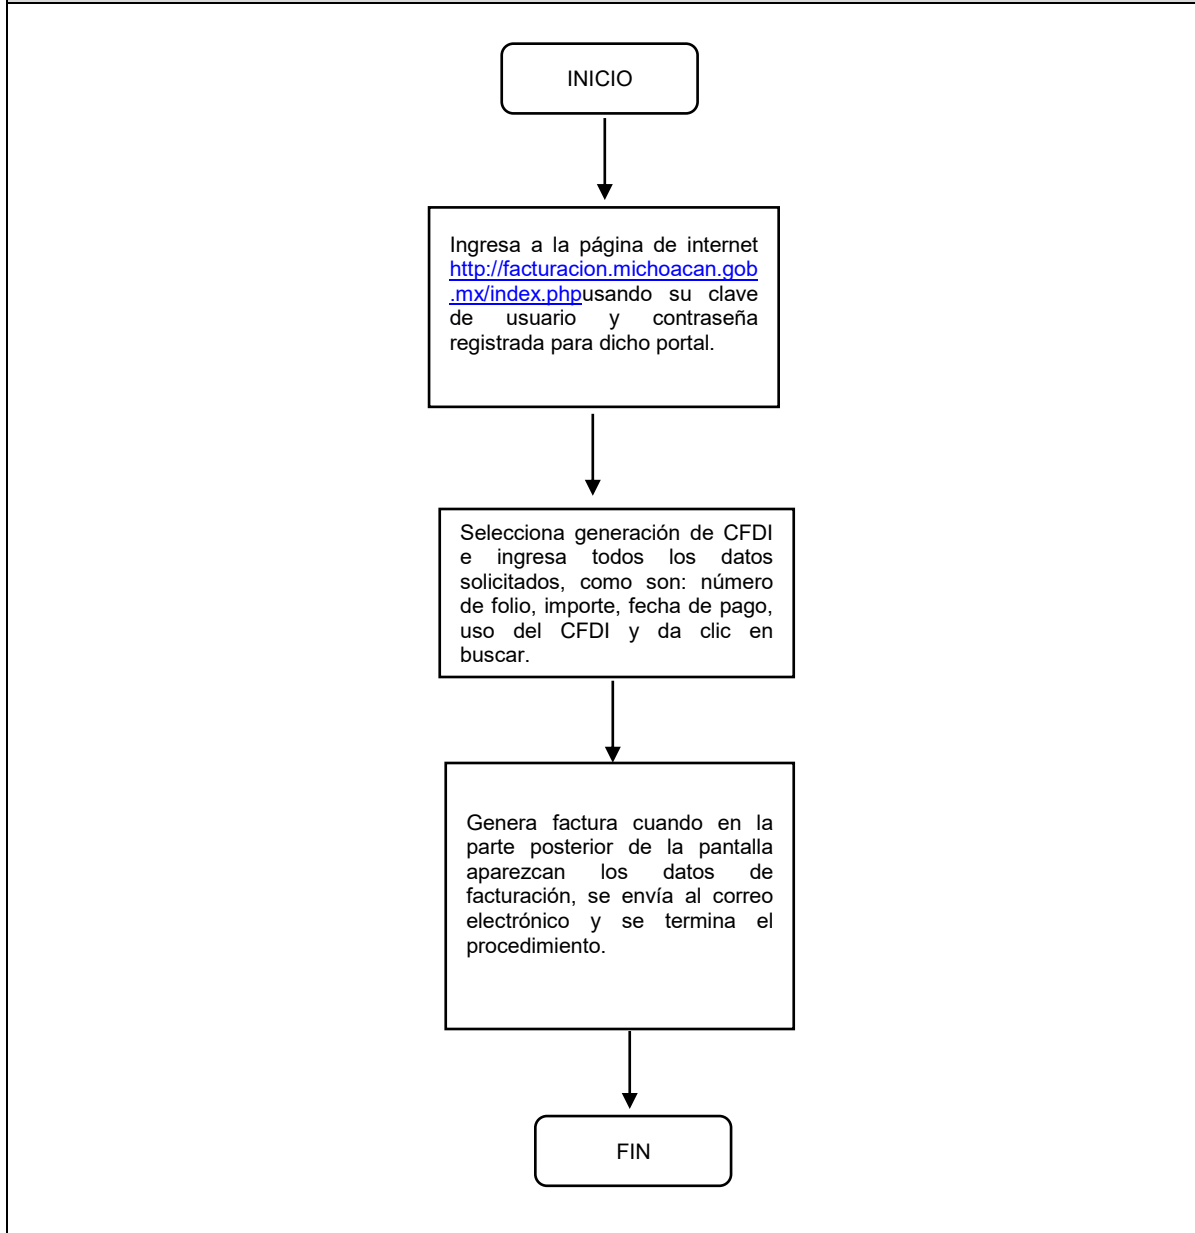 INICIO
Ingresa a la página de internet
http://facturacion.michoacan.gob
.mx/index.phpusando su clave
de usuario y contraseña
registrada para dicho portal.
Selecciona generación de CFDI
e ingresa todos los datos
solicitados, como son: número
de folio, importe, fecha de pago,
uso del CFDI y da clic en
buscar.
Genera factura cuando en la
parte posterior de la pantalla
aparezcan los datos de
facturación, se envía al correo
electrónico y se termina el
procedimiento.
FIN